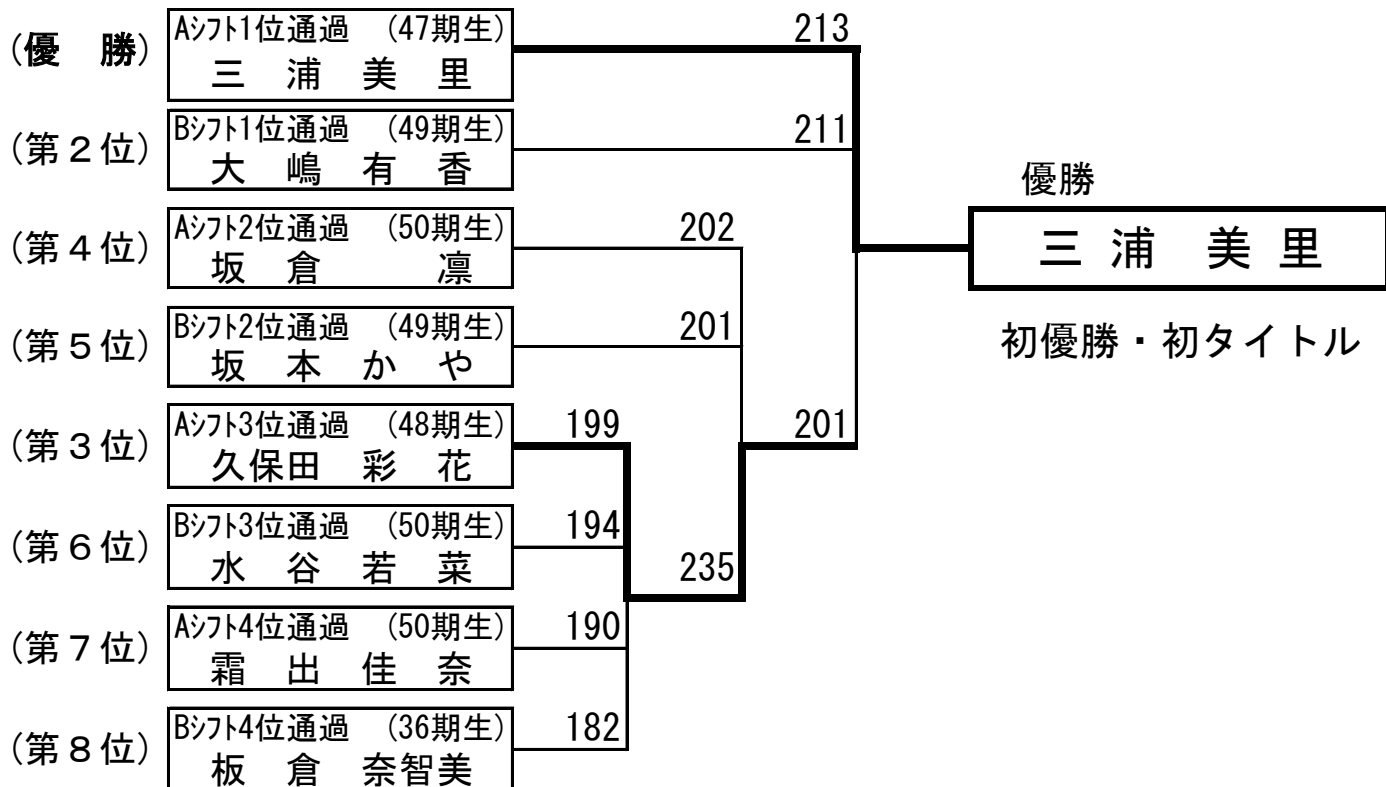 (優　勝)
Aｼﾌﾄ1位通過　(47期生)
三　浦　美　里
213
(第２位)
Bｼﾌﾄ1位通過　(49期生)
大　嶋　有　香
211
(第４位)
Aｼﾌﾄ2位通過　(50期生)
坂　倉　　　凛
202
(第５位)
Bｼﾌﾄ2位通過　(49期生)
坂　本　か　や
201
(第３位)
Aｼﾌﾄ3位通過　(48期生)
久保田　彩　花
199
201
(第６位)
Bｼﾌﾄ3位通過　(50期生)
水　谷　若　菜
194
235
(第７位)
Aｼﾌﾄ4位通過　(50期生)
霜　出　佳　奈
190
(第８位)
Bｼﾌﾄ4位通過　(36期生)
板　倉　奈智美
182
優勝
三 浦　美 里
初優勝・初タイトル